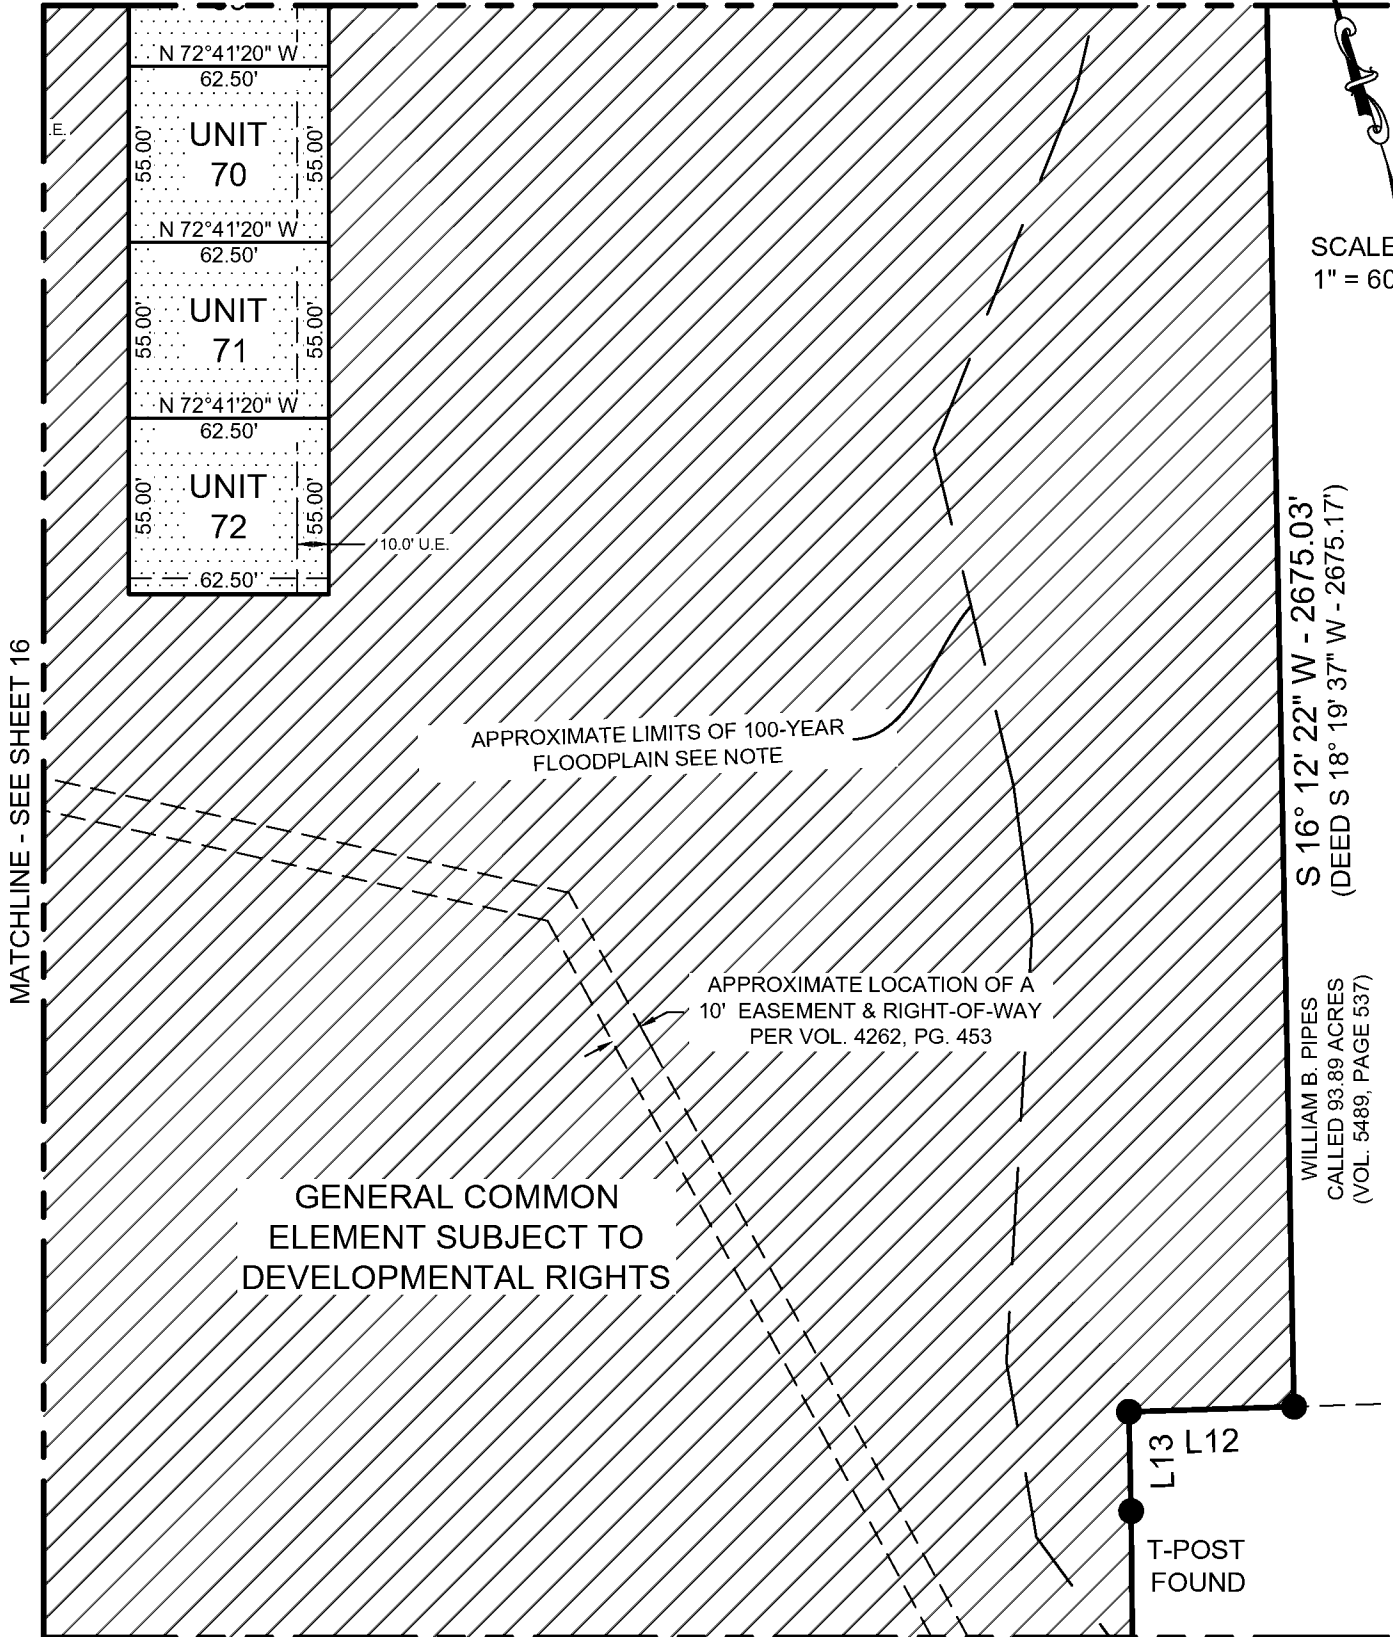 N 72°41'20" W
62.50'
.E.
UNIT
70
55.00'
55.00'
N 72°41'20" W
62.50'
UNIT
71
55.00'
55.00'
N 72°41'20" W
62.50'
UNIT
72
55.00'
55.00'
10.0' U.E.
62.50'
SCALE
1" = 60
S 16° 12' 22" W - 2675.03'
(DEED S 18° 19' 37" W - 2675.17')
MATCHLINE - SEE SHEET 16
APPROXIMATE LIMITS OF 100-YEAR
FLOODPLAIN SEE NOTE
APPROXIMATE LOCATION OF A
10' EASEMENT & RIGHT-OF-WAY
PER VOL. 4262, PG. 453
WILLIAM B. PIPES
CALLED 93.89 ACRES
(VOL. 5489, PAGE 537)
GENERAL COMMON
ELEMENT SUBJECT TO
DEVELOPMENTAL RIGHTS
L13
L12
T-POST
FOUND